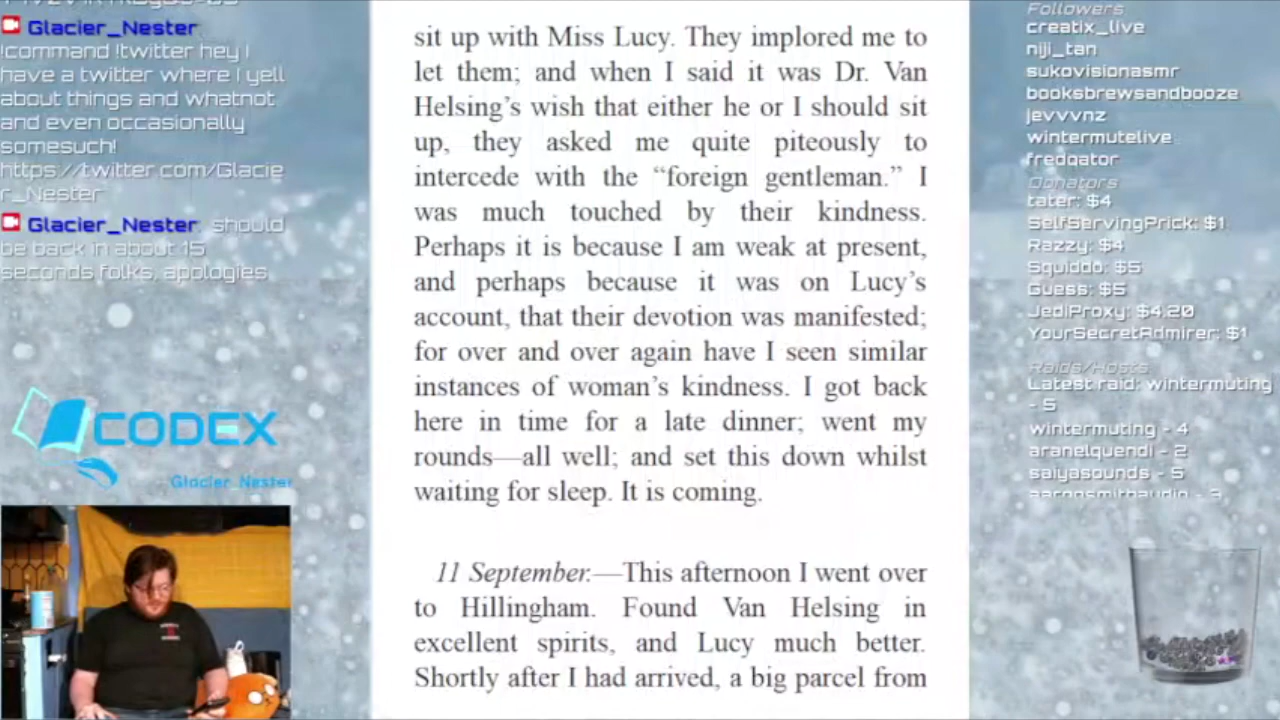 Glacier_Nester:
!command !twitter hey I
have a twitter where I yell
about things and whatnot
and even occasionally
somesuch!
https://twitter.com/Glacie
r_Nester
Glacier_Nester: should
be back in about 15
seconds folks, apologies
CODEX
Glacier_Nester
sit up with Miss Lucy. They implored me to
let them; and when I said it was Dr. Van
Helsing’s wish that either he or I should sit
up, they asked me quite piteously to
intercede with the “foreign gentleman.” I
was much touched by their kindness.
Perhaps it is because I am weak at present,
and perhaps because it was on Lucy’s
account, that their devotion was manifested;
for over and over again have I seen similar
instances of woman’s kindness. I got back
here in time for a late dinner; went my
rounds—all well; and set this down whilst
waiting for sleep. It is coming.
11 September.—This afternoon I went over
to Hillingham. Found Van Helsing in
excellent spirits, and Lucy much better.
Shortly after I had arrived, a big parcel from
Followers
creatix_live
niji_tan
sukovisionasmr
booksbrewsandbooze
jevvvnz
wintermutelive
fredgator
Donators
tater: $4
SelfServingPrick: $1
Razzy: $4
Squiddo: $5
Guess: $5
JediProxy: $4.20
YourSecretAdmirer: $1
Raids/Hosts
Latest raid: wintermuting
- 5
wintermuting - 4
aranelquendi - 2
saiyasounds - 5